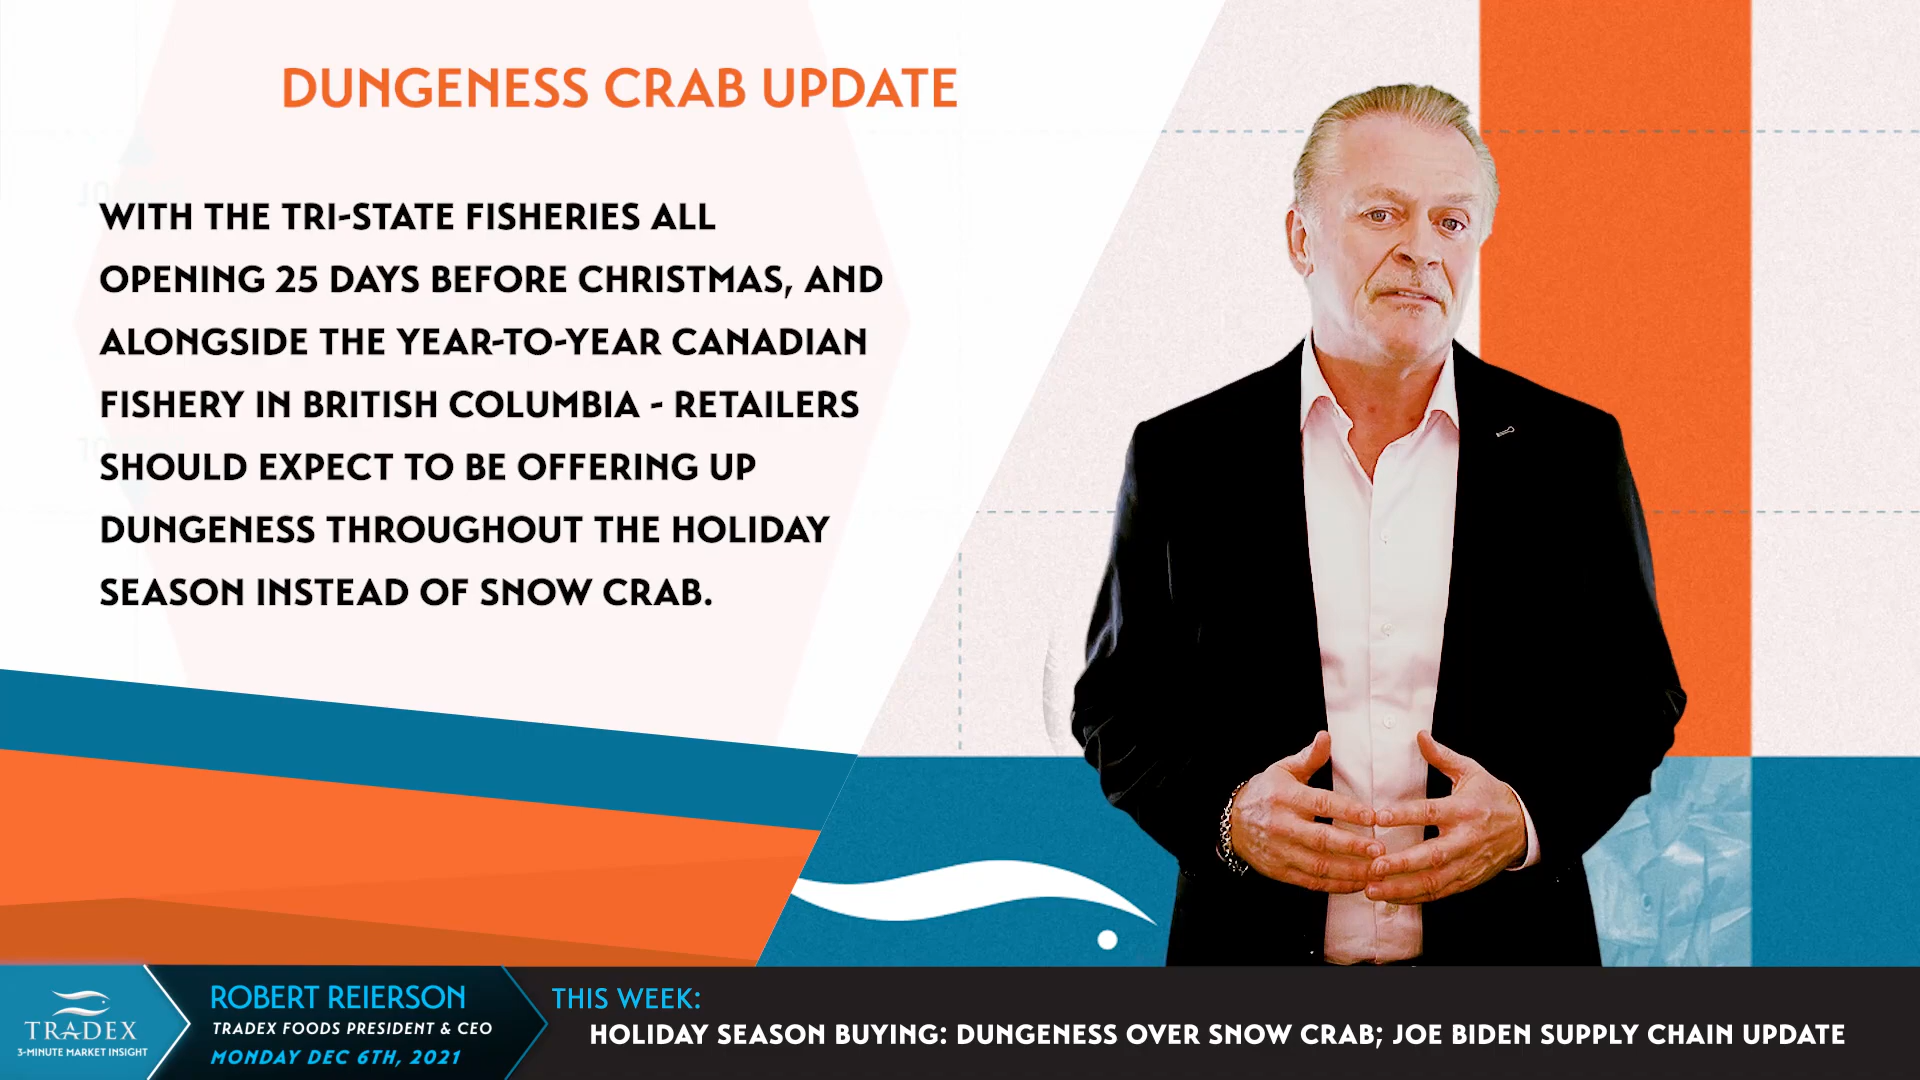 DUNGENESS CRAB UPDATE
WITH THE TRI-STATE FISHERIES ALL
OPENING 25 DAYS BEFORE CHRISTMAS, AND
ALONGSIDE THE YEAR-TO-YEAR CANADIAN
FISHERY IN BRITISH COLUMBIA - RETAILERS
SHOULD EXPECT TO BE OFFERING UP
DUNGENESS THROUGHOUT THE HOLIDAY
SEASON INSTEAD OF SNOW CRAB.
TRADEX
3-MINUTE MARKET INSIGHT
ROBERT REIERSON
TRADEX FOODS PRESIDENT & CEO
MONDAY DEC 6TH, 2021
THIS WEEK:
HOLIDAY SEASON BUYING: DUNGENESS OVER SNOW CRAB; JOE BIDEN SUPPLY CHAIN UPDATE